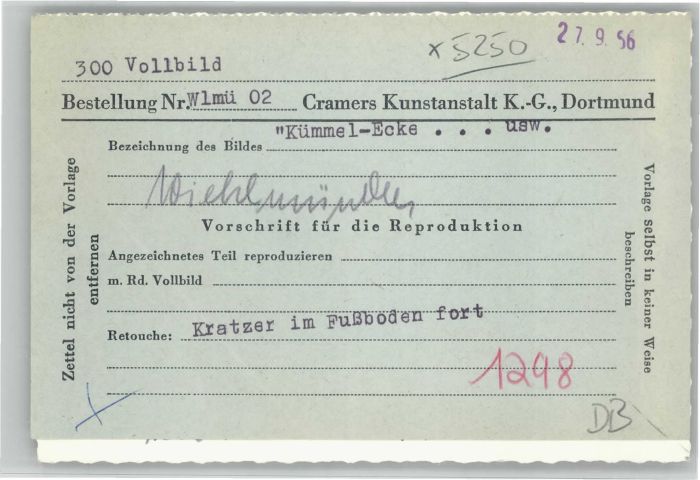 x 5250
27.9.56
300 Vollbild
Bestellung Nr. Wlmü 02 Cramers Kunstanstalt K.-G., Dortmund
Bezeichnung des Bildes "Kümmel-Ecke . . . usw.
Wiehlmünden
Vorschrift für die Reproduktion
Angezeichnetes Teil reproduzieren
m. Rd. Vollbild
Retouche: Kratzer im Fußboden fort
1298
DB
Zettel nicht von der Vorlage
entfernen
Vorlage selbst in keiner Weise
beschreiben